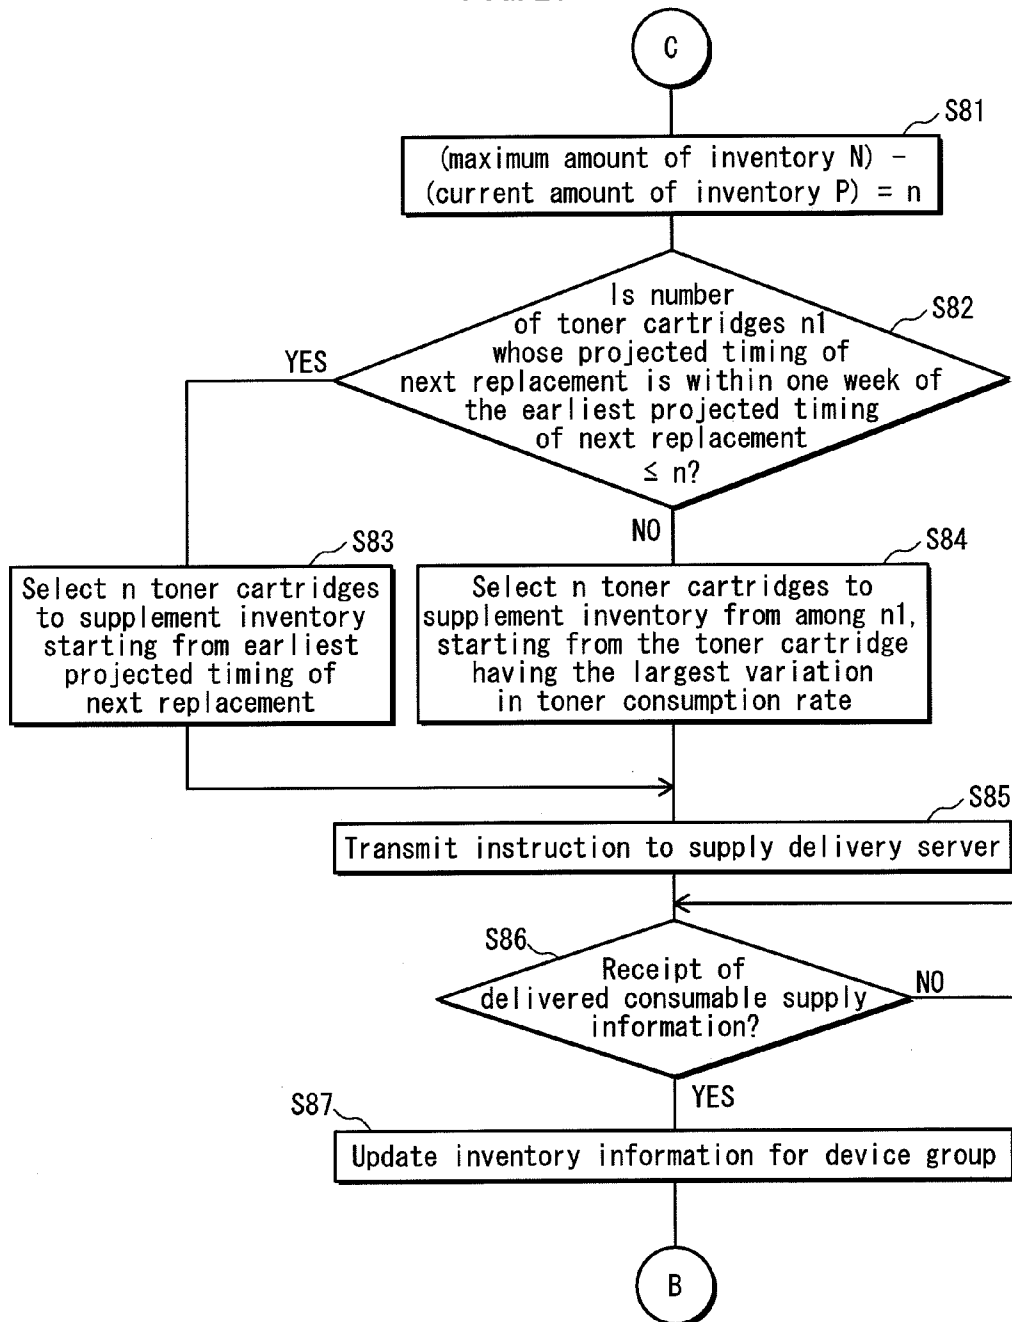 C
S81
(maximum amount of inventory N) -
(current amount of inventory P) = n
S82
Is number
of toner cartridges n1
whose projected timing of
next replacement is within one week of
the earliest projected timing
of next replacement
≤ n?
YES
NO
S83
Select n toner cartridges
to supplement inventory
starting from earliest
projected timing of
next replacement
S84
Select n toner cartridges to
supplement inventory from among n1,
starting from the toner cartridge
having the largest variation
in toner consumption rate
S85
Transmit instruction to supply delivery server
S86
Receipt of
delivered consumable supply
information?
NO
YES
S87
Update inventory information for device group
B